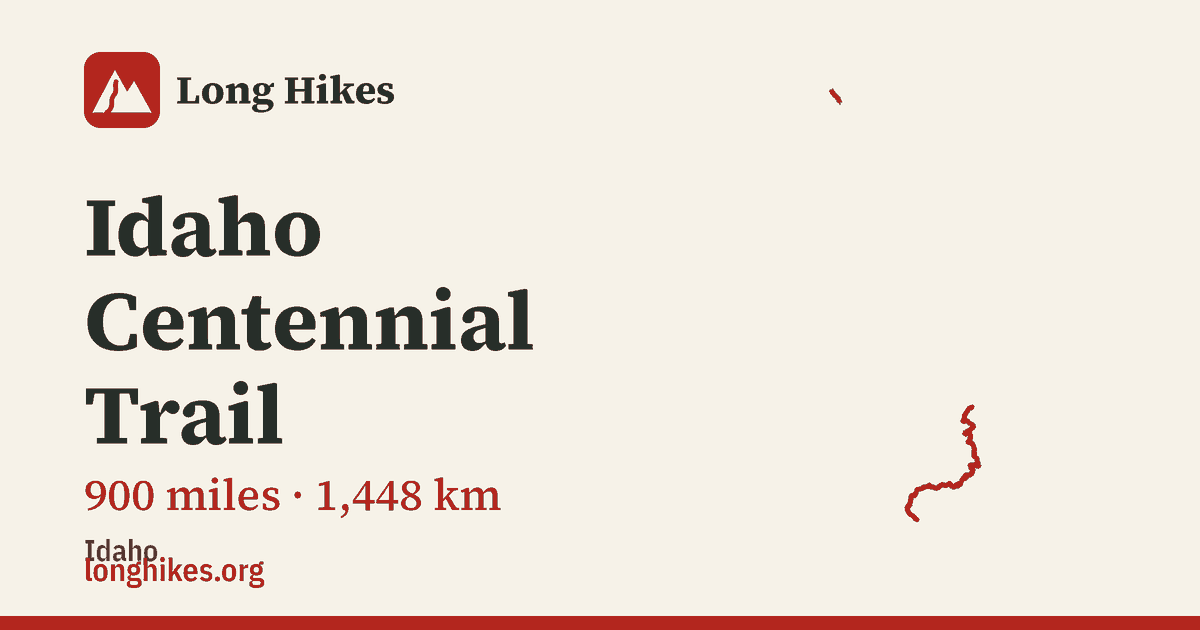 Long Hikes
Idaho
Centennial
Trail
900 miles · 1,448 km
Idaho
longhikes.org